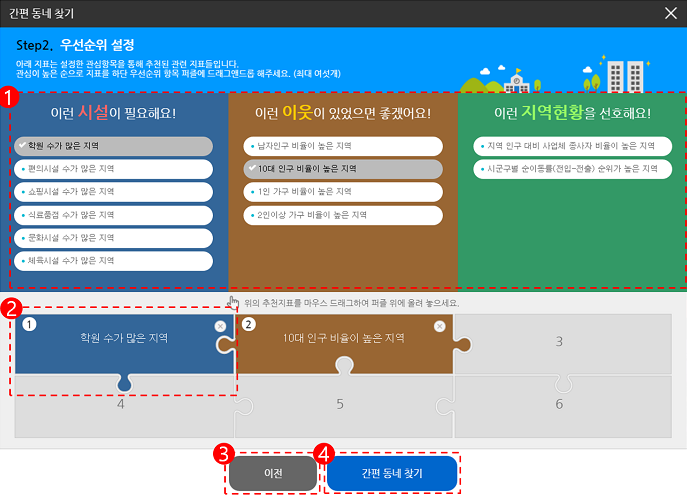 간편 동네 찾기
Step2. 우선순위 설정
아래 지표는 설정한 관심항목을 통해 추천된 관련 지표들입니다.
관심이 높은 순으로 지표를 하단 우선순위 항목 퍼즐에 드래그앤드롭 해주세요. (최대 여섯개)
1
이런 시설이 필요해요!
학원 수가 많은 지역
편의시설 수가 많은 지역
쇼핑시설 수가 많은 지역
식료품점 수가 많은 지역
문화시설 수가 많은 지역
체육시설 수가 많은 지역
이런 이웃이 있었으면 좋겠어요!
남자인구 비율이 높은 지역
10대 인구 비율이 높은 지역
1인 가구 비율이 높은 지역
2인이상 가구 비율이 높은 지역
이런 지역현황을 선호해요!
지역 인구 대비 사업체 종사자 비율이 높은 지역
시군구별 순이동률(전입-전출) 순위가 높은 지역
2
위의 추천지표를 마우스 드래그하여 퍼즐 위에 올려 놓으세요.
1
학원 수가 많은 지역
2
10대 인구 비율이 높은 지역
3
4
5
6
3
이전
4
간편 동네 찾기